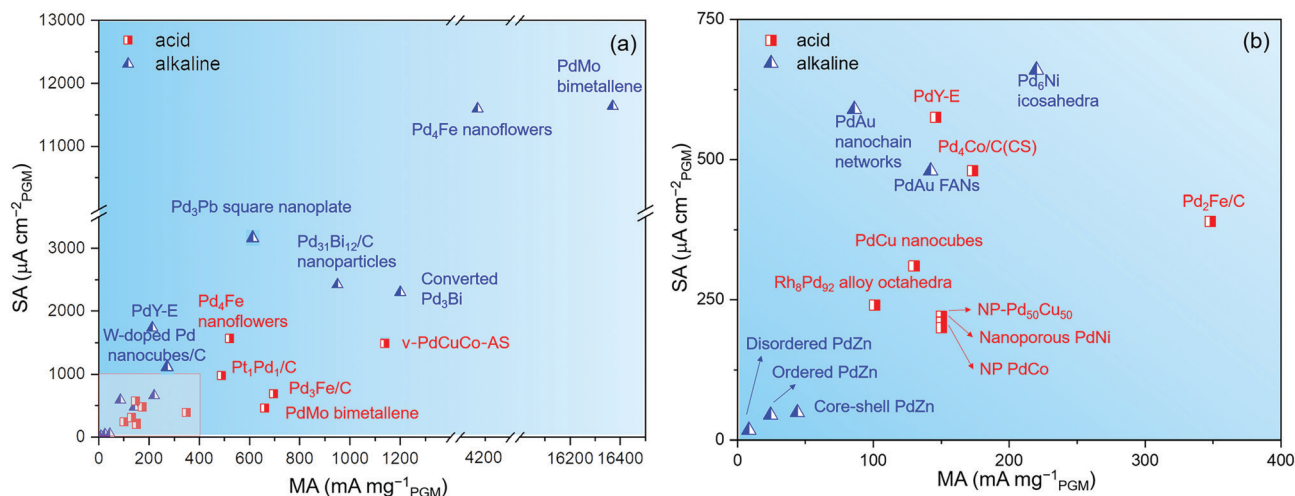 (a)
acid
alkaline
13000
12000
11000
3000
2000
1000
0
SA (μA cm⁻²PGM)
PdMo
bimetallene
Pd₄Fe nanoflowers
Pd₃Pb square nanoplate
Pd₃₁Bi₁₂/C
nanoparticles
Converted
Pd₃Bi
PdY-E
W-doped Pd
nanocubes/C
Pd₄Fe
nanoflowers
v-PdCuCo-AS
Pt₁Pd₁/C
Pd₃Fe/C
PdMo bimetallene
0 200 400 600 800 1000 1200 4200 16200 16400
MA (mA mg⁻¹PGM)
(b)
acid
alkaline
750
500
250
0
SA (μA cm⁻²PGM)
Pd₆Ni
icosahedra
PdY-E
PdAu
nanochain
networks
Pd₄Co/C(CS)
PdAu FANs
Pd₂Fe/C
PdCu nanocubes
Rh₈Pd₉₂ alloy octahedra
NP-Pd₅₀Cu₅₀
Nanoporous PdNi
NP PdCo
Disordered PdZn
Ordered PdZn
Core-shell PdZn
0 100 200 300 400
MA (mA mg⁻¹PGM)